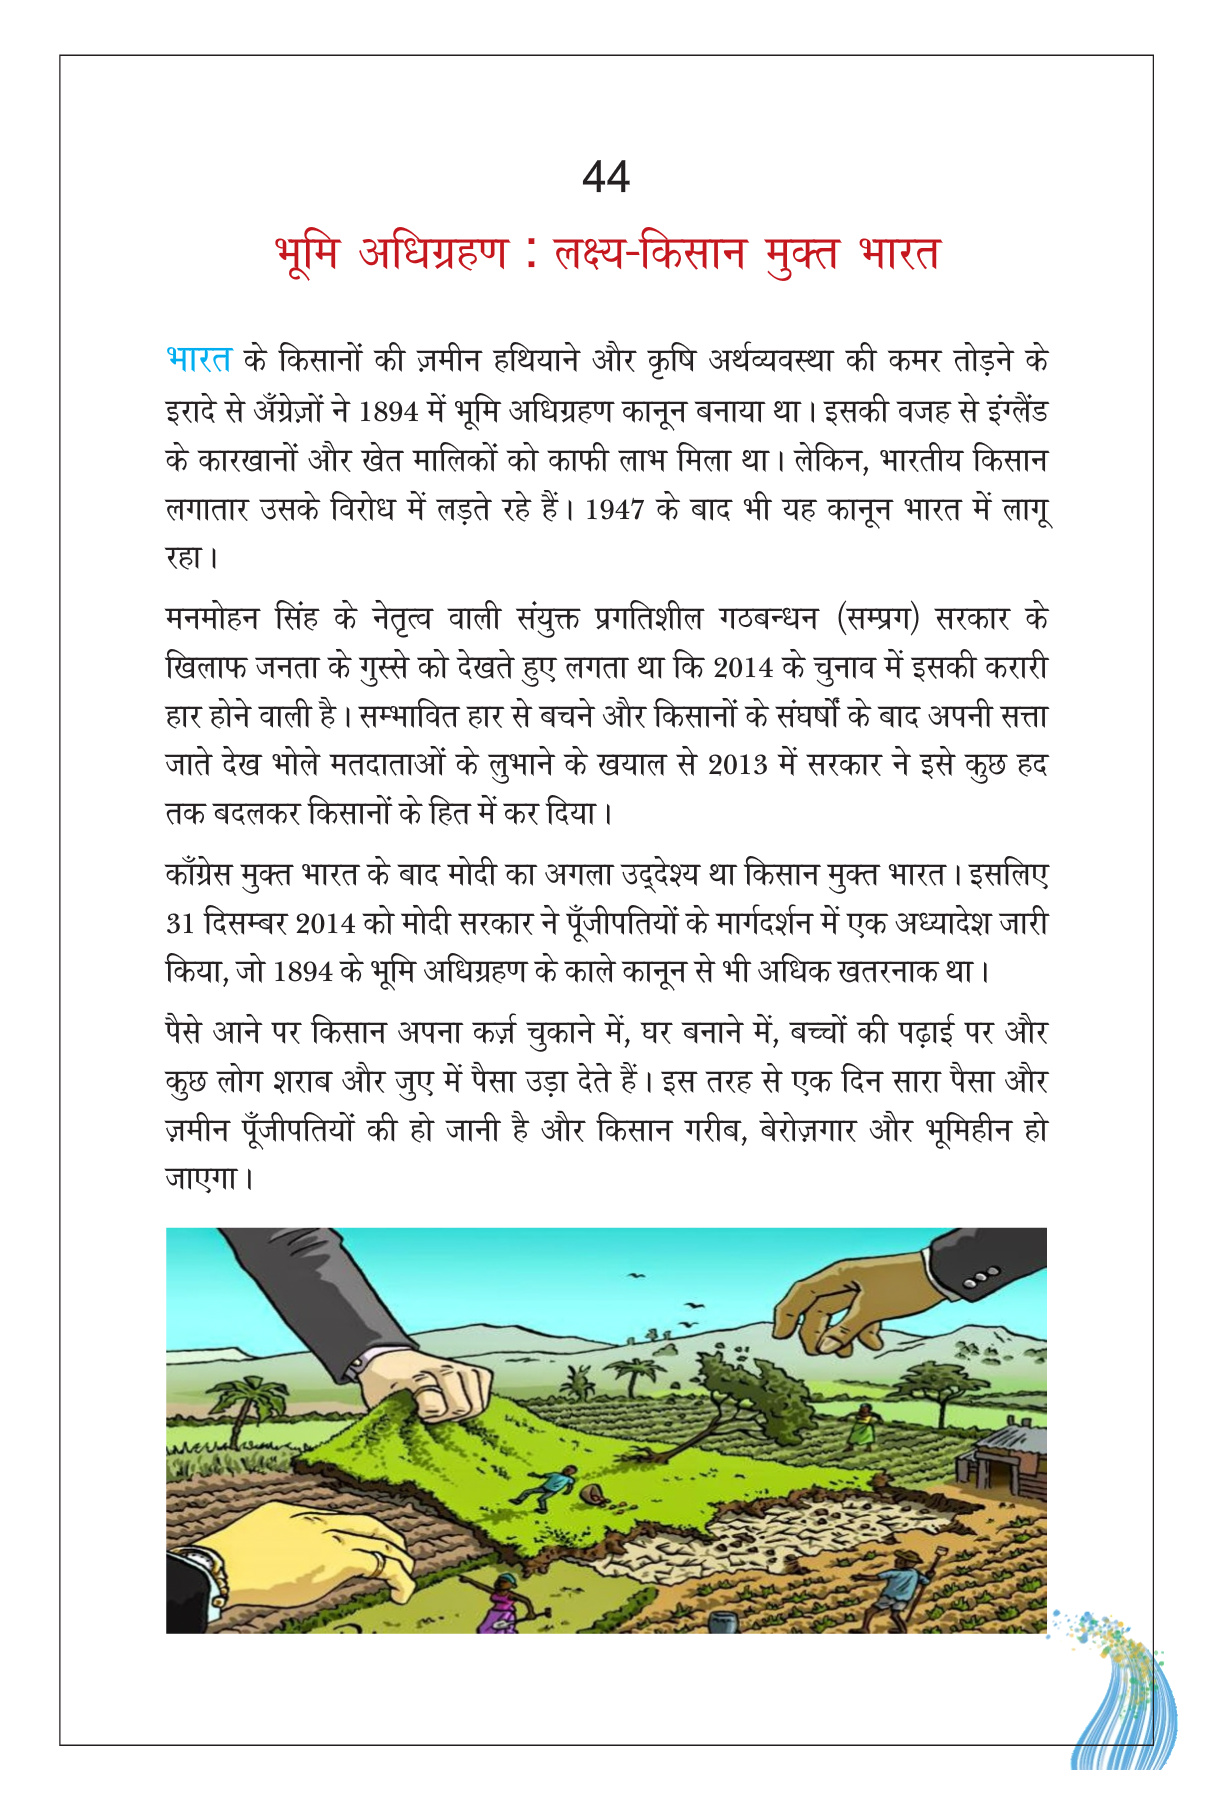 44
भूमि अधिग्रहण : लक्ष्य-किसान मुक्त भारत
भारत के किसानों की ज़मीन हथियाने और कृषि अर्थव्यवस्था की कमर तोड़ने के
इरादे से अँग्रेज़ों ने 1894 में भूमि अधिग्रहण कानून बनाया था। इसकी वजह से इंग्लैंड
के कारखानों और खेत मालिकों को काफी लाभ मिला था। लेकिन, भारतीय किसान
लगातार उसके विरोध में लड़ते रहे हैं। 1947 के बाद भी यह कानून भारत में लागू
रहा।
मनमोहन सिंह के नेतृत्व वाली संयुक्त प्रगतिशील गठबन्धन (सम्प्रग) सरकार के
खिलाफ जनता के गुस्से को देखते हुए लगता था कि 2014 के चुनाव में इसकी करारी
हार होने वाली है। सम्भावित हार से बचने और किसानों के संघर्षों के बाद अपनी सत्ता
जाते देख भोले मतदाताओं के लुभाने के खयाल से 2013 में सरकार ने इसे कुछ हद
तक बदलकर किसानों के हित में कर दिया।
काँग्रेस मुक्त भारत के बाद मोदी का अगला उद्‌देश्य था किसान मुक्त भारत। इसलिए
31 दिसम्बर 2014 को मोदी सरकार ने पूँजीपतियों के मार्गदर्शन में एक अध्यादेश जारी
किया, जो 1894 के भूमि अधिग्रहण के काले कानून से भी अधिक खतरनाक था।
पैसे आने पर किसान अपना कर्ज़ चुकाने में, घर बनाने में, बच्चों की पढ़ाई पर और
कुछ लोग शराब और जुए में पैसा उड़ा देते हैं। इस तरह से एक दिन सारा पैसा और
ज़मीन पूँजीपतियों की हो जानी है और किसान गरीब, बेरोज़गार और भूमिहीन हो
जाएगा।